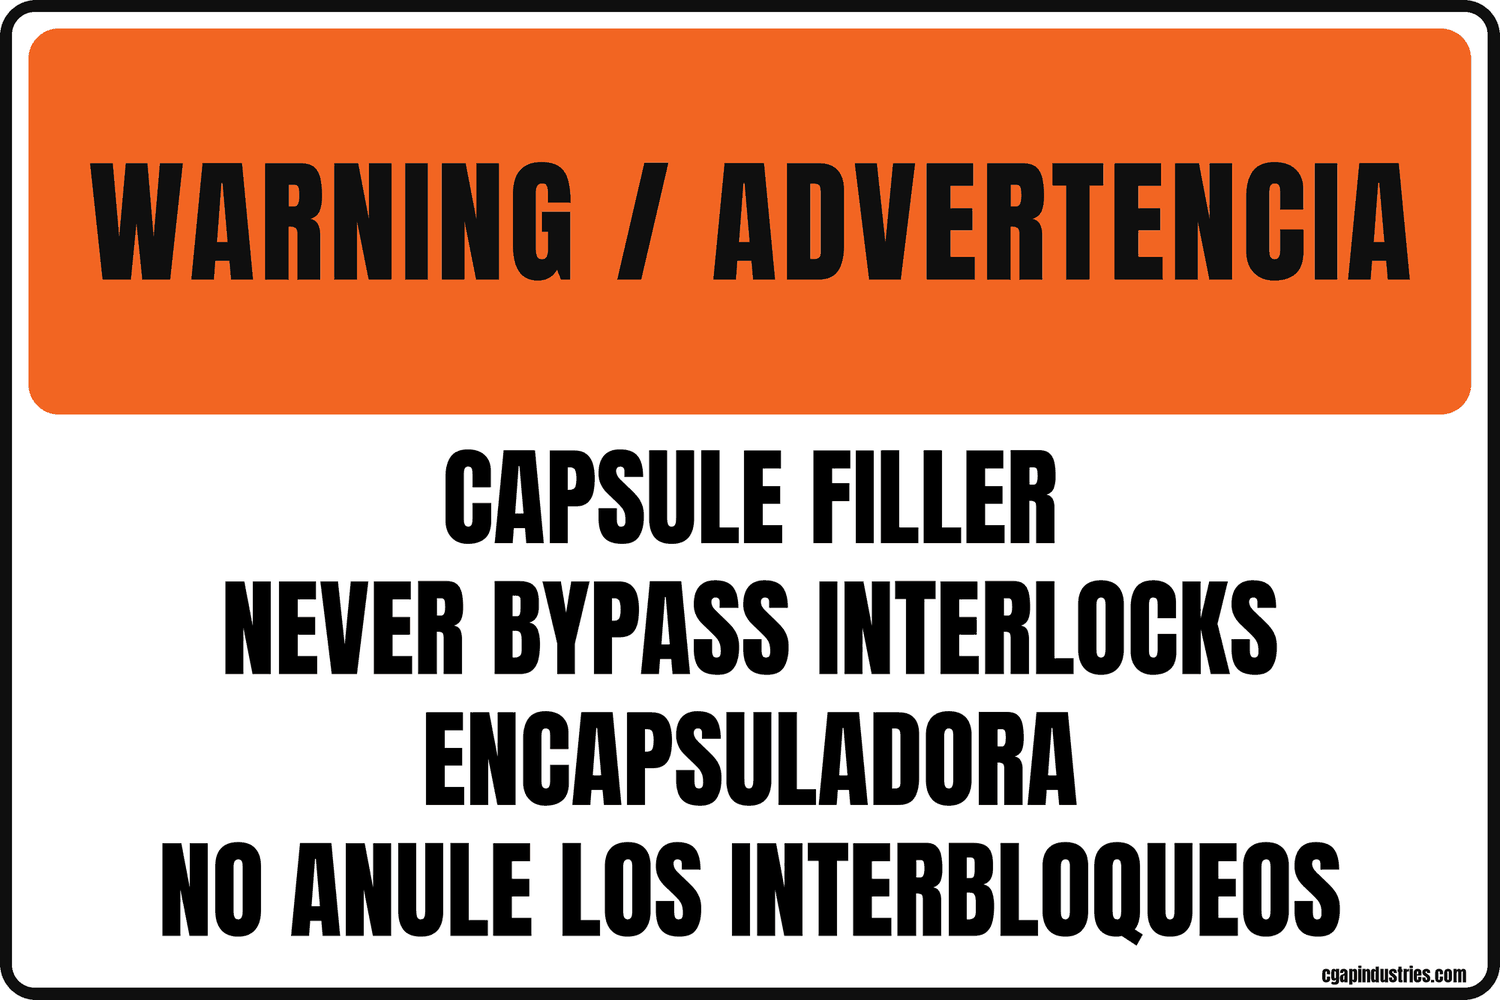 WARNING / ADVERTENCIA
CAPSULE FILLER
NEVER BYPASS INTERLOCKS
ENCAPSULADORA
NO ANULE LOS INTERBLOQUEOS
cgapindustries.com